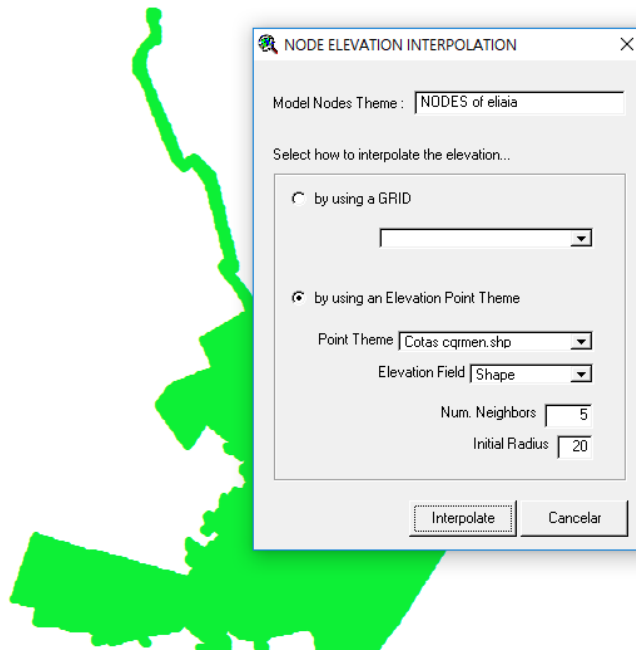 NODE ELEVATION INTERPOLATION
Model Nodes Theme : NODES of eliaia
Select how to interpolate the elevation...
by using a GRID
by using an Elevation Point Theme
Point Theme Cotas cqrmen.shp
Elevation Field Shape
Num. Neighbors 5
Initial Radius 20
Interpolate Cancelar